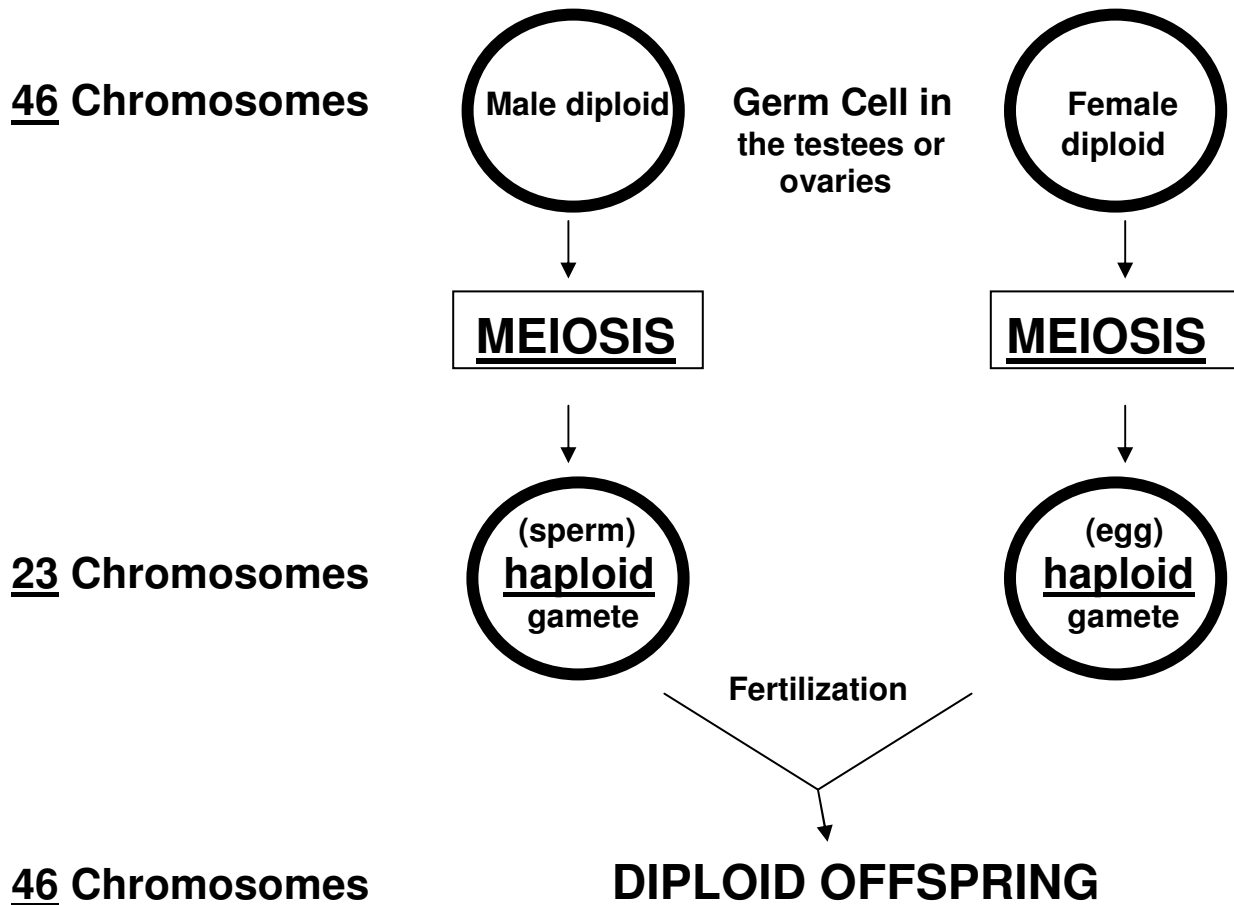 46 Chromosomes
Male diploid
Germ Cell in
the testees or
ovaries
Female
diploid
MEIOSIS
MEIOSIS
23 Chromosomes
(sperm)
haploid
gamete
(egg)
haploid
gamete
Fertilization
46 Chromosomes
DIPLOID OFFSPRING